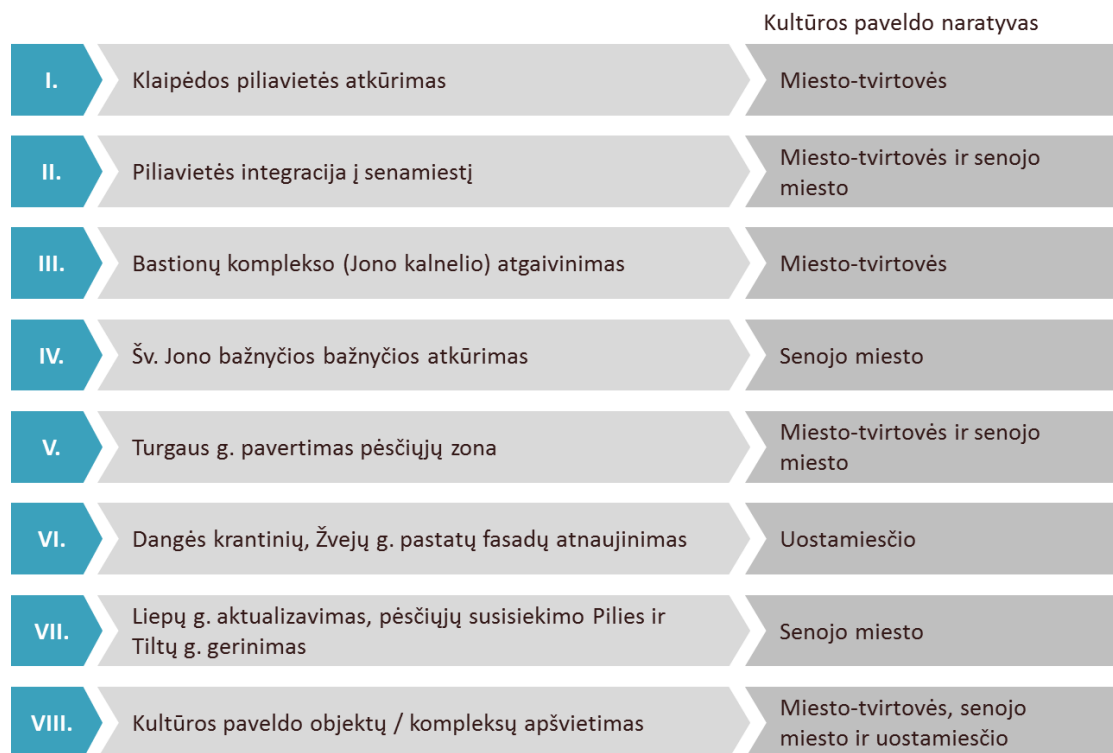 Kultūros paveldo naratyvas
I.
Klaipėdos piliavietės atkūrimas
Miesto-tvirtovės
II.
Piliavietės integracija į senamiestį
Miesto-tvirtovės ir senojo
miesto
III.
Bastionų komplekso (Jono kalnelio) atgaivinimas
Miesto-tvirtovės
IV.
Šv. Jono bažnyčios bažnyčios atkūrimas
Senojo miesto
V.
Turgaus g. pavertimas pėsčiųjų zona
Miesto-tvirtovės ir senojo
miesto
VI.
Dangės krantinių, Žvejų g. pastatų fasadų atnaujinimas
Uostamiesčio
VII.
Liepų g. aktualizavimas, pėsčiųjų susisiekimo Pilies ir
Tiltų g. gerinimas
Senojo miesto
VIII.
Kultūros paveldo objektų / kompleksų apšvietimas
Miesto-tvirtovės, senojo
miesto ir uostamiesčio